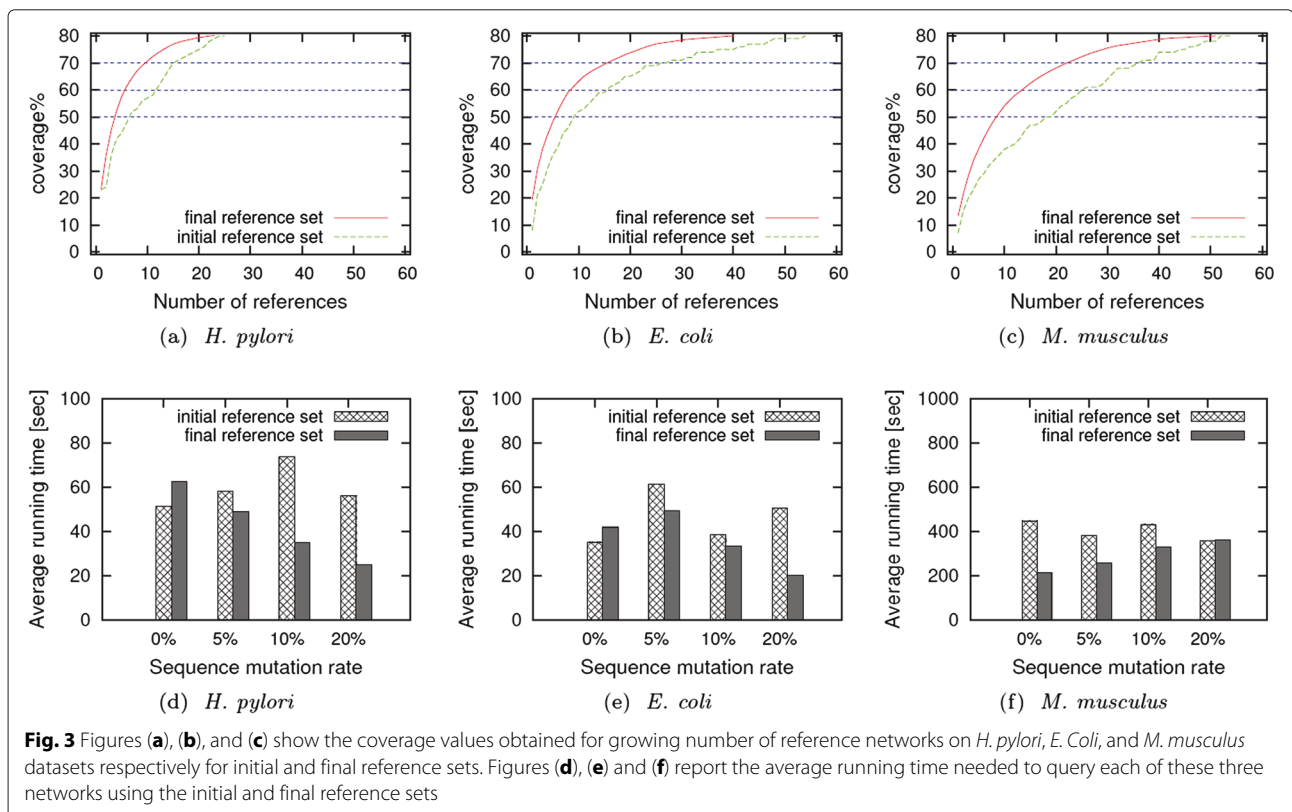 80
70
60
50
40
30
20
10
0
coverage%
final reference set
initial reference set
0 10 20 30 40 50 60
Number of references
(a) H. pylori
80
70
60
50
40
30
20
10
0
coverage%
final reference set
initial reference set
0 10 20 30 40 50 60
Number of references
(b) E. coli
80
70
60
50
40
30
20
10
0
coverage%
final reference set
initial reference set
0 10 20 30 40 50 60
Number of references
(c) M. musculus
100
80
60
40
20
0
Average running time [sec]
initial reference set
final reference set
0% 5% 10% 20%
Sequence mutation rate
(d) H. pylori
100
80
60
40
20
0
Average running time [sec]
initial reference set
final reference set
0% 5% 10% 20%
Sequence mutation rate
(e) E. coli
1000
800
600
400
200
0
Average running time [sec]
initial reference set
final reference set
0% 5% 10% 20%
Sequence mutation rate
(f) M. musculus
Fig. 3 Figures (a), (b), and (c) show the coverage values obtained for growing number of reference networks on H. pylori, E. Coli, and M. musculus
datasets respectively for initial and final reference sets. Figures (d), (e) and (f) report the average running time needed to query each of these three
networks using the initial and final reference sets